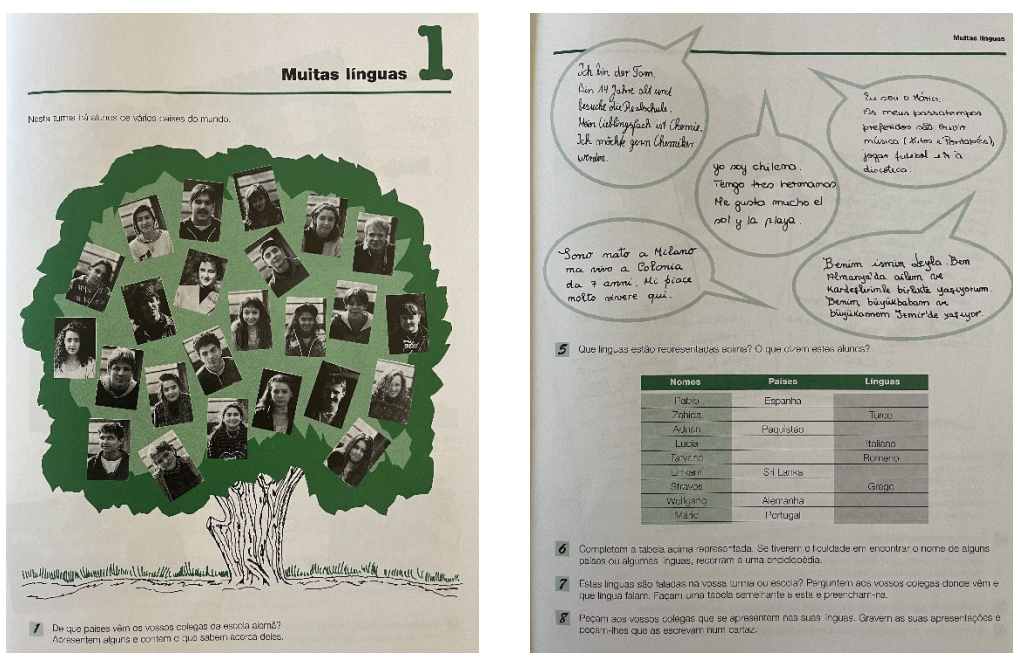 Muitas línguas 1
Nesta turma há alunos de vários países do mundo.
1 De que países vêm os vossos colegas da escola alemã?
Apresentem alguns e contem o que sabem acerca deles.
Muitas línguas
Ich bin der Tom.
Bin 14 Jahre alt und
besuche die Realschule.
Mein Lieblingsfach ist Chemie.
Ich möchte gern Chemiker
werden.
Eu sou o Mário.
Os meus passatempos
preferidos são ouvir
música (Xutos e Pontapés),
jogar futebol e ir à
discoteca.
yo soy chilena.
Tengo tres hermanos
Me gusta mucho el
sol y la playa.
Sono nato a Milano
ma vivo a Colonia
da 7 anni. Mi piace
molto vivere qui.
Benim ismim Leyla. Ben
Almanya'da ailem ve
kardeşlerimle birlikte yaşıyorum.
Benim büyükbabam ve
büyükannem Izmir'de yaşıyor.
5 Que línguas estão representadas acima? O que dizem estes alunos?
Nomes Países Línguas
Pablo Espanha
Zahida Turco
Adnan Paquistão
Lucia Italiano
Romeno
Sri Lanka
Stravos Grego
Wolfgang Alemanha
Mário Portugal
6 Completem a tabela acima representada. Se tiverem dificuldade em encontrar o nome de alguns
países ou algumas línguas, recorram a uma enciclopédia.
7 Estas línguas são faladas na vossa turma ou escola? Perguntem aos vossos colegas donde vêm e
que língua falam. Façam uma tabela semelhante a esta e preencham-na.
8 Peçam aos vossos colegas que se apresentem nas suas línguas. Gravem as suas apresentações e
peçam-lhes que as escrevam num cartaz.